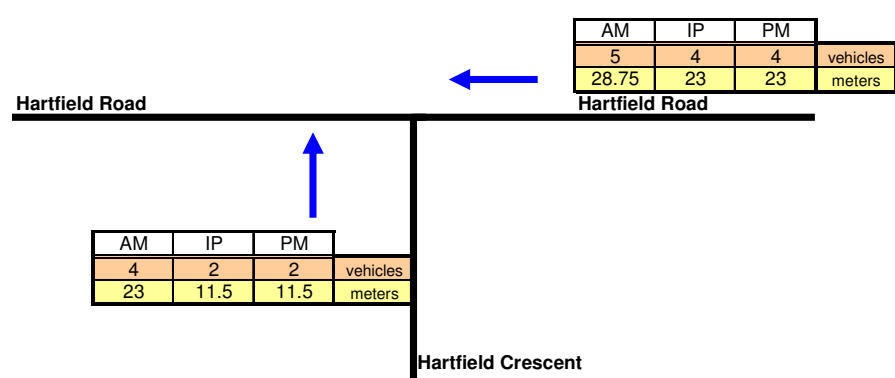 AM IP PM
5 4 4 vehicles
28.75 23 23 meters
Hartfield Road Hartfield Road
AM IP PM
4 2 2 vehicles
23 11.5 11.5 meters
Hartfield Crescent